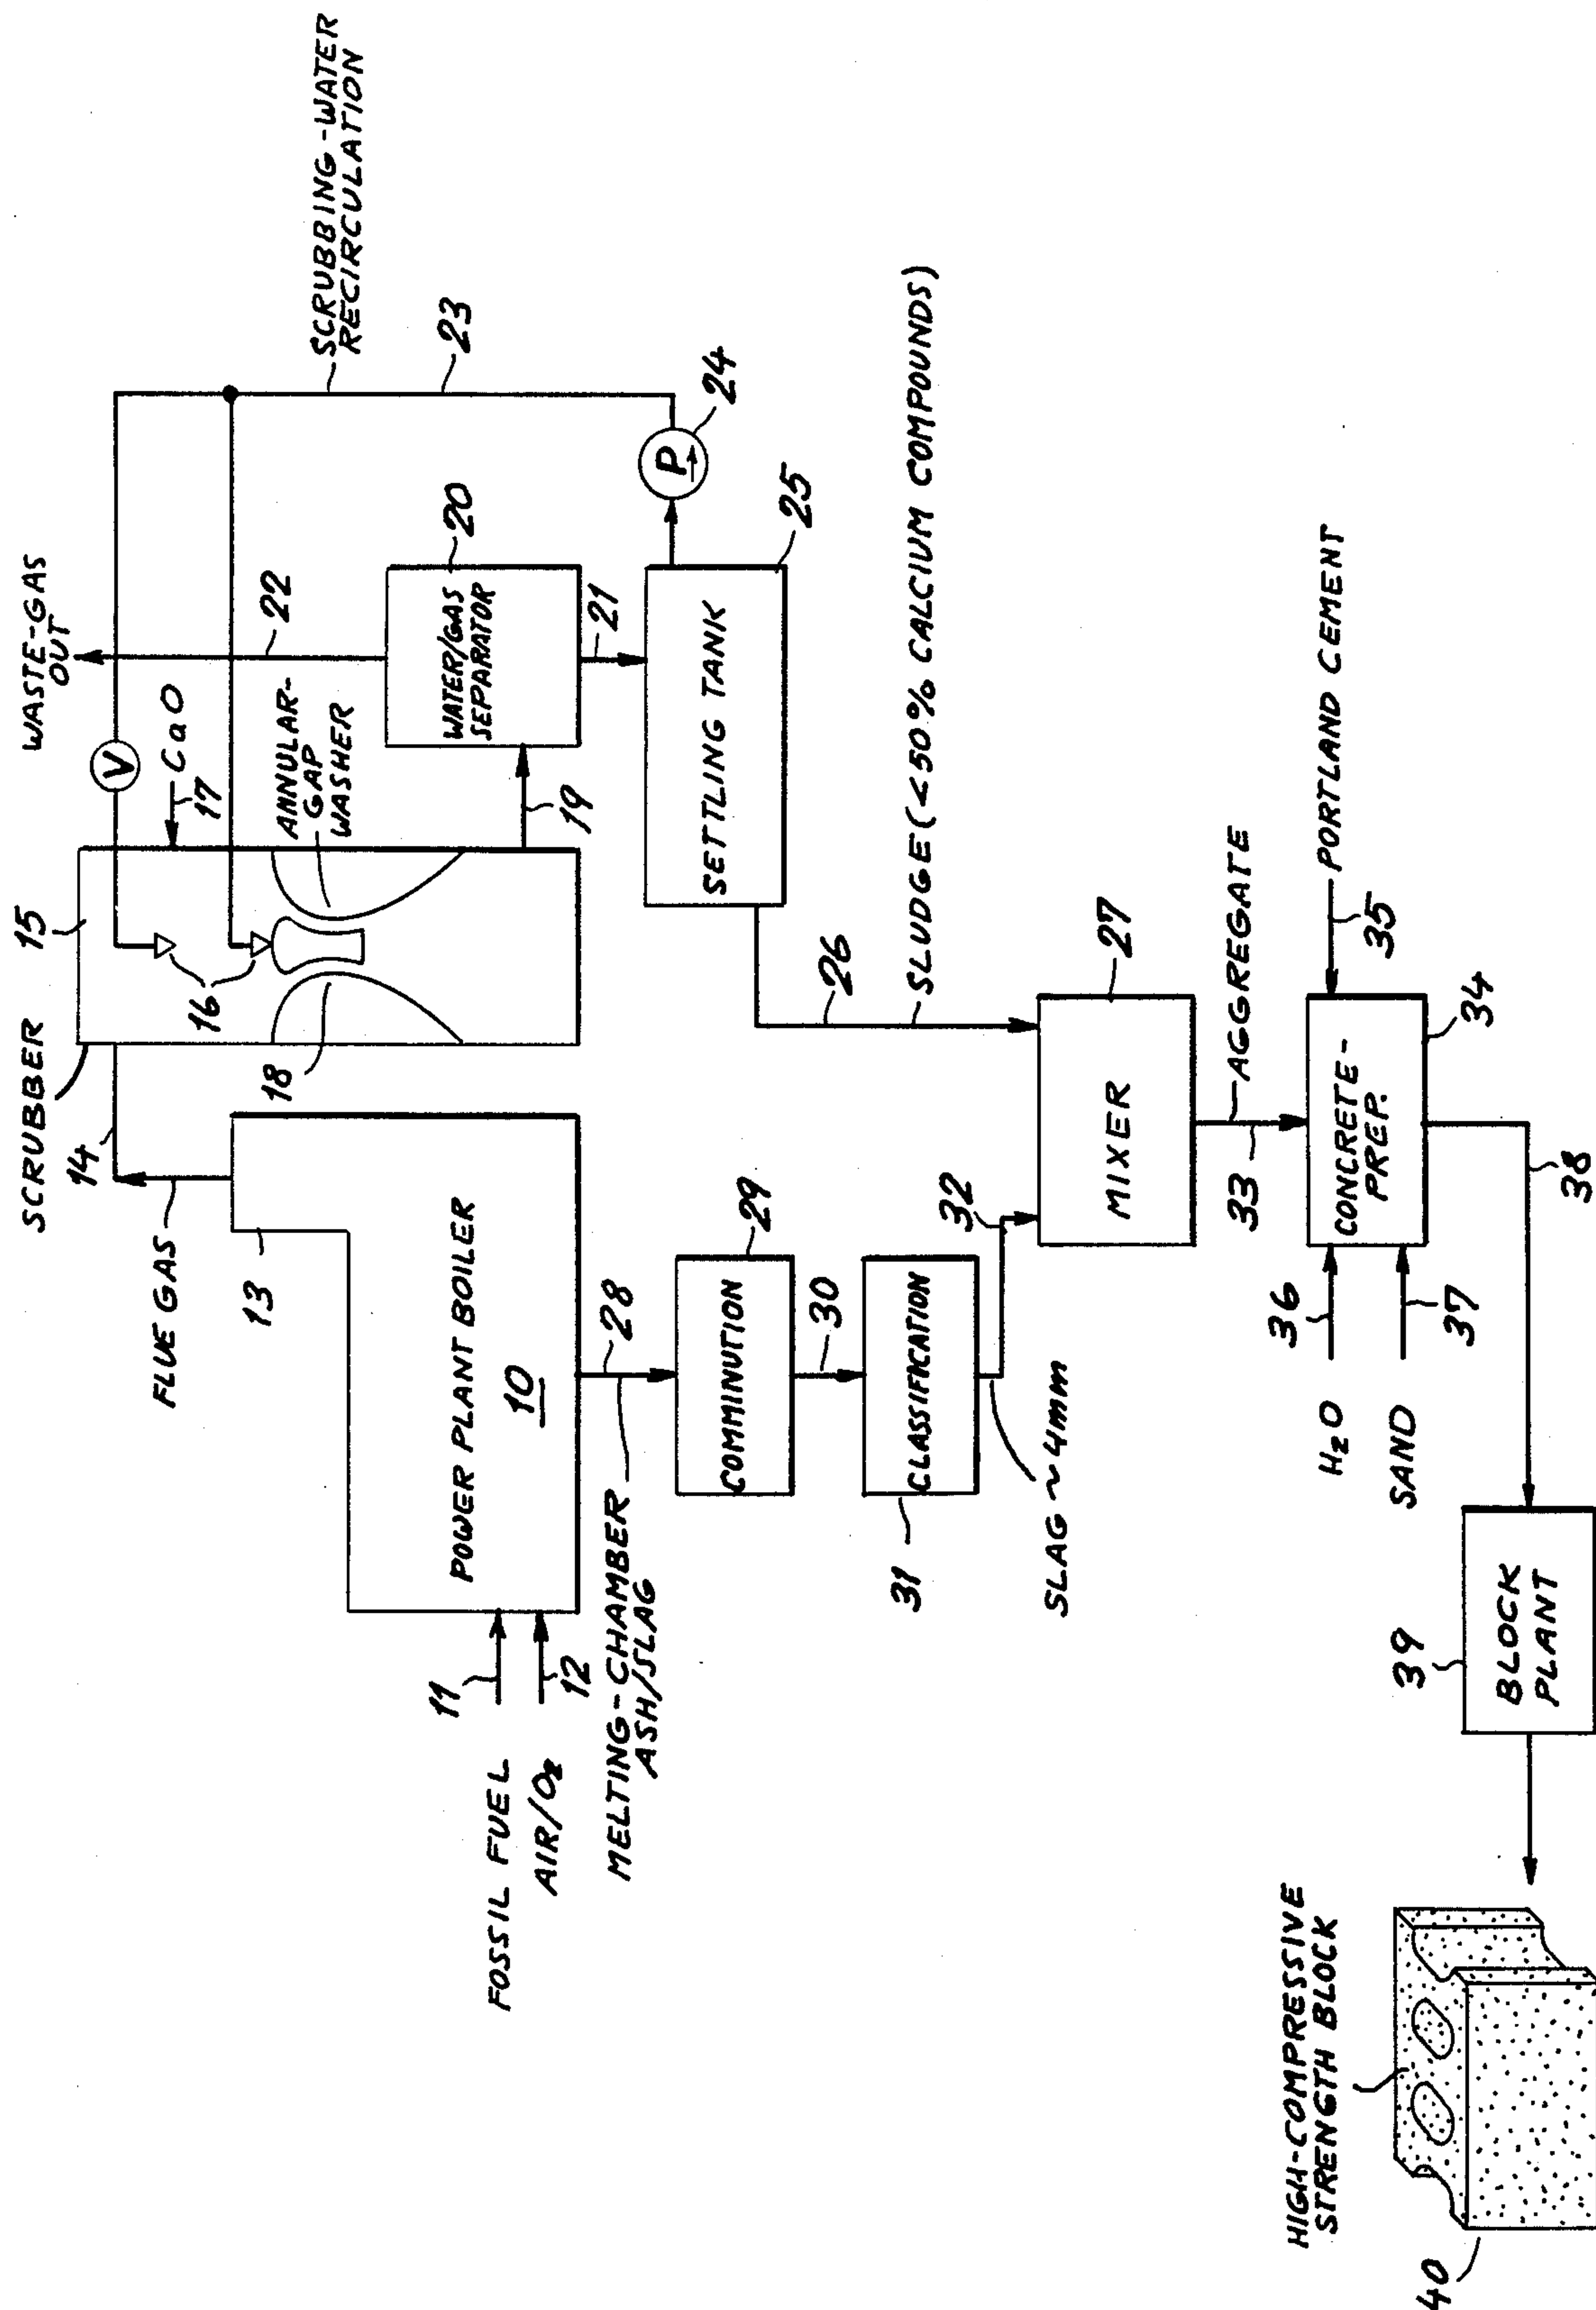 SCRUBBER
15
WASTE-GAS
OUT
14
FLUE GAS
13
16
V
CaO
17
22
SCRUBBING-WATER
RECIRCULATION
23
18
ANNULAR-
GAP
WASHER
19
WATER/GAS
SEPARATOR
20
21
P
24
FOSSIL FUEL
11
AIR/O2
12
POWER PLANT BOILER
10
SETTLING TANK
25
MELTING-CHAMBER
ASH/SLAG
28
COMMINUTION
29
30
26
SLUDGE (<50% CALCIUM COMPOUNDS)
31
CLASSIFICATION
32
SLAG ~4mm
MIXER
27
33
AGGREGATE
H2O
36
SAND
37
CONCRETE-
PREP.
34
35
PORTLAND CEMENT
38
39
BLOCK
PLANT
HIGH-COMPRESSIVE
STRENGTH BLOCK
40